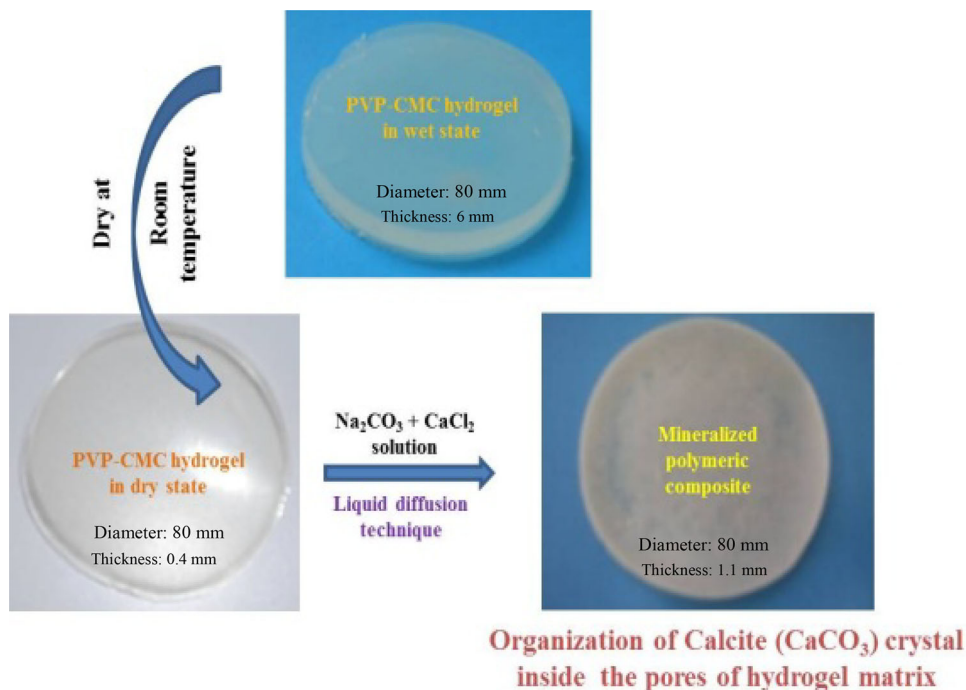 PVP-CMC hydrogel
in wet state
Diameter: 80 mm
Thickness: 6 mm
Dry at
Room
temperature
PVP-CMC hydrogel
in dry state
Diameter: 80 mm
Thickness: 0.4 mm
Na₂CO₃ + CaCl₂
solution
Liquid diffusion
technique
Mineralized
polymeric
composite
Diameter: 80 mm
Thickness: 1.1 mm
Organization of Calcite (CaCO₃) crystal
inside the pores of hydrogel matrix